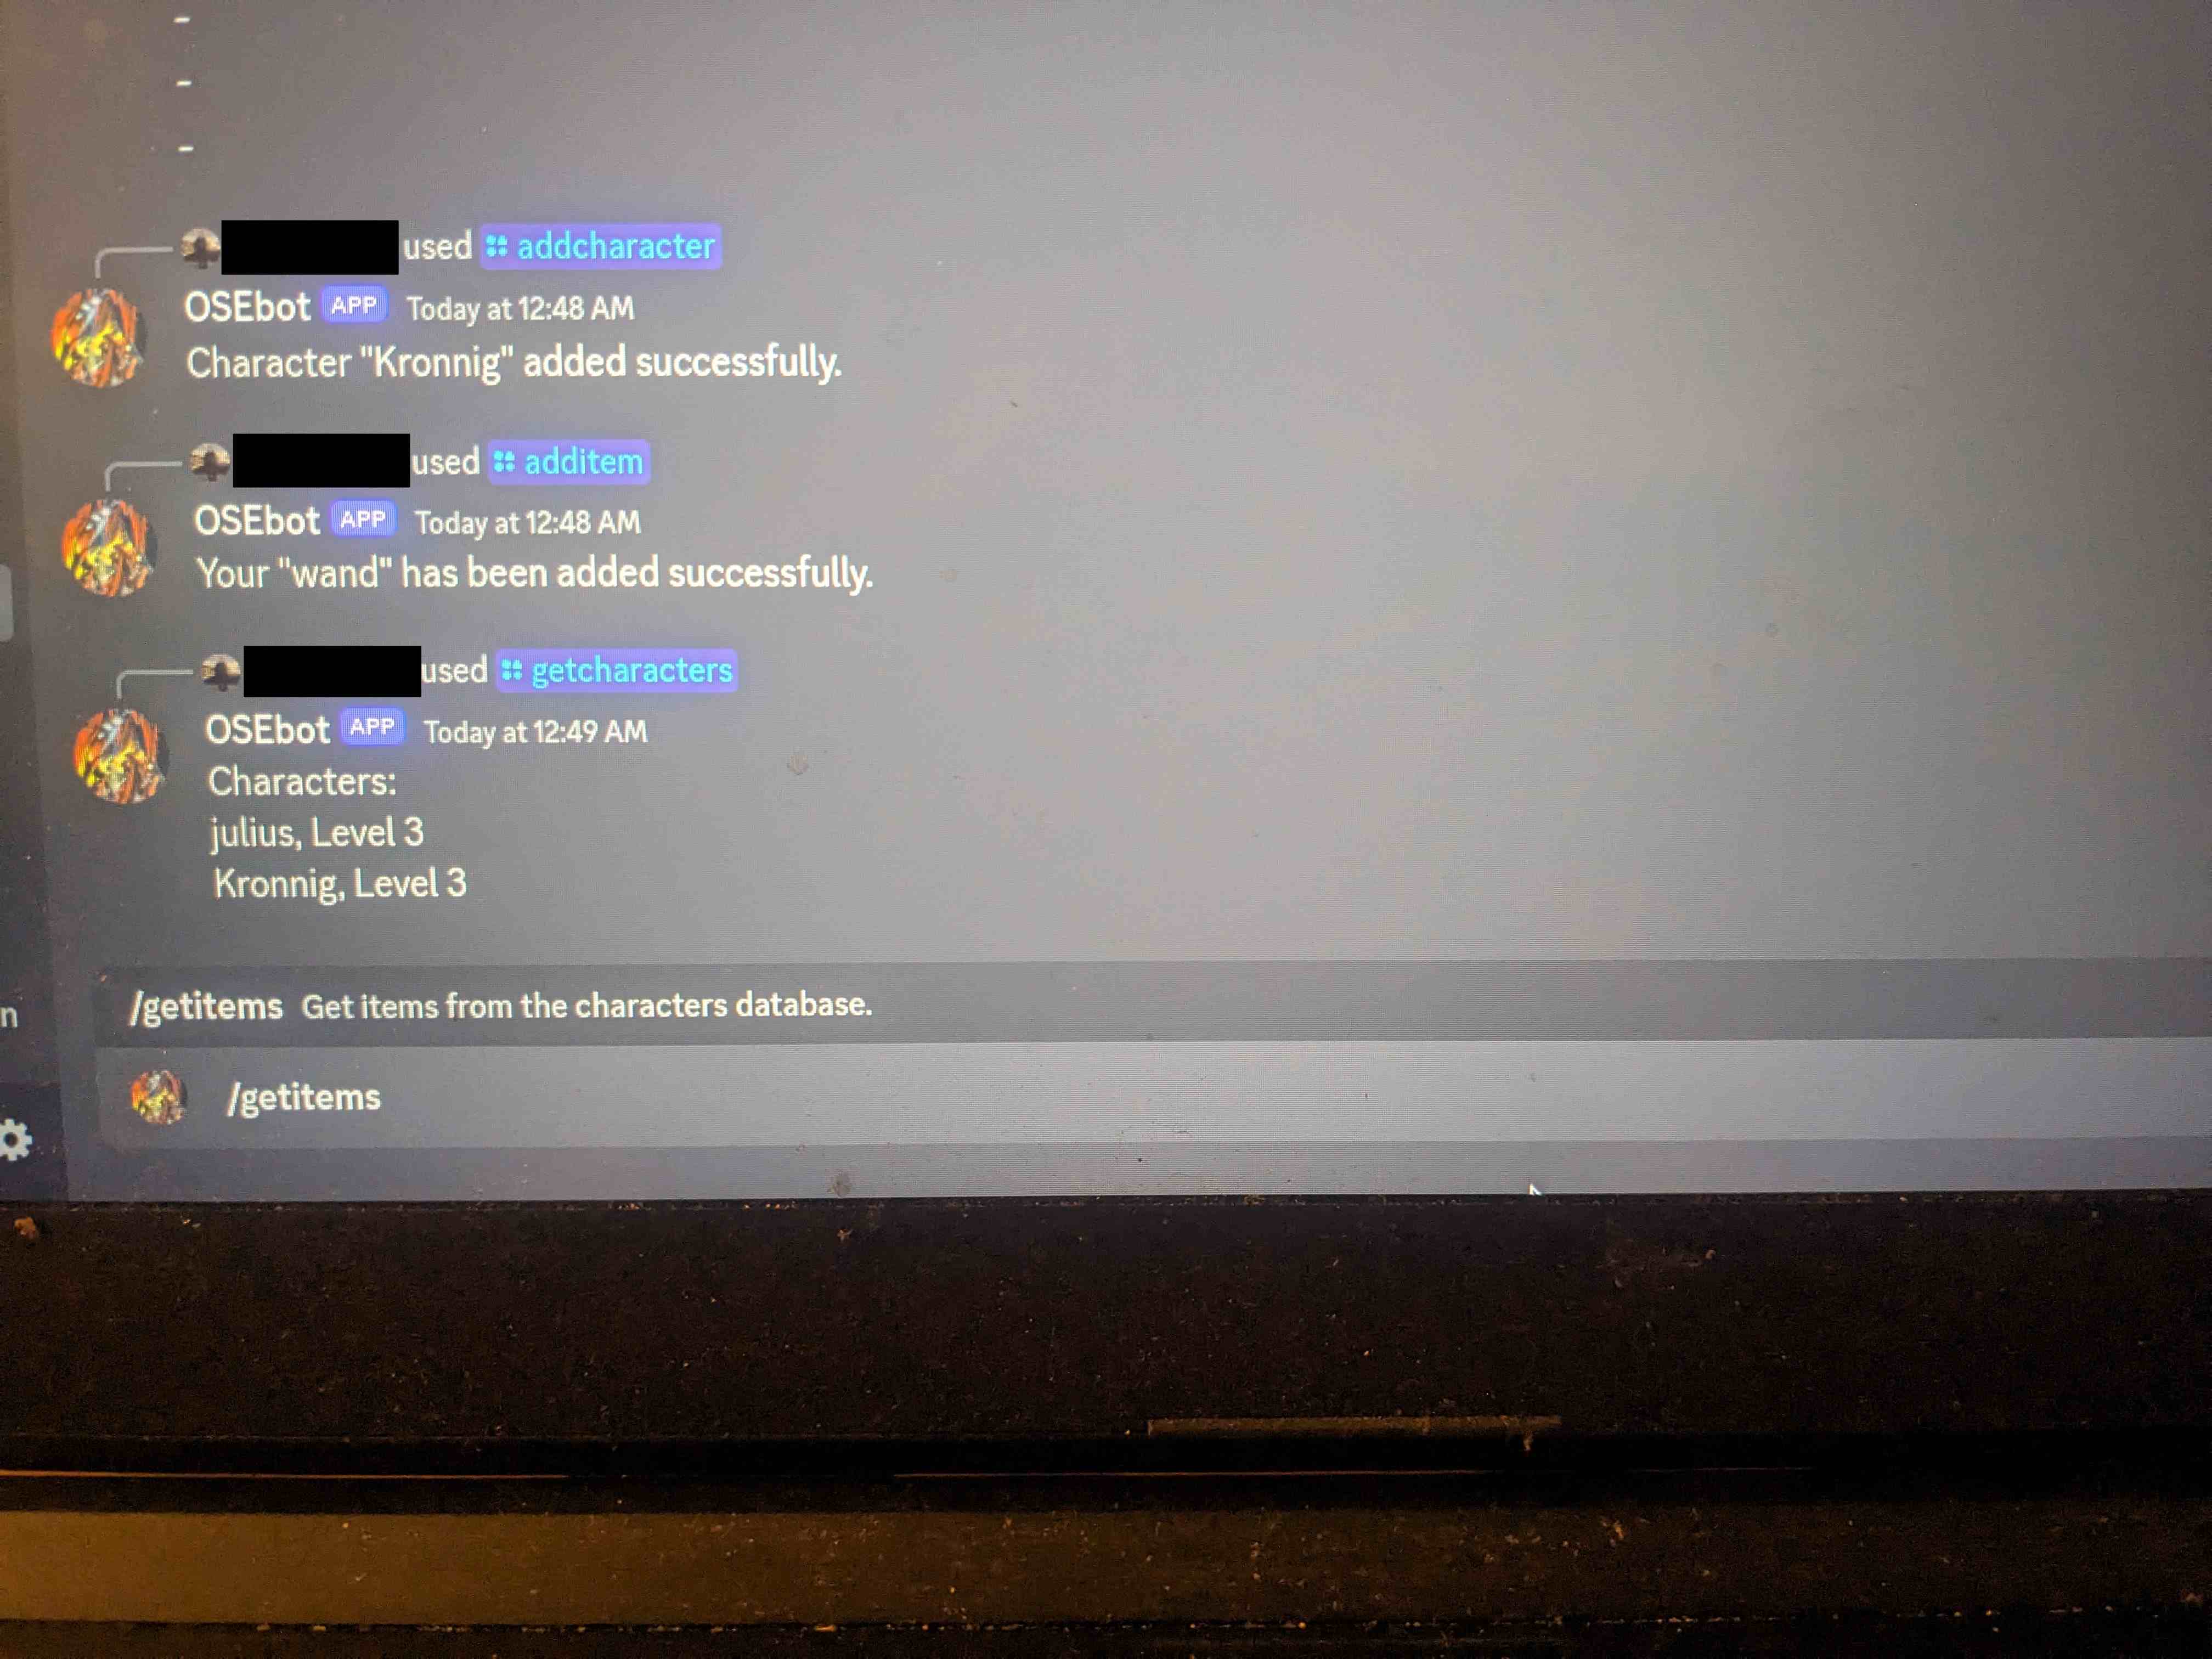 -
-
-
used addcharacter
OSEbot APP Today at 12:48 AM
Character "Kronnig" added successfully.
used additem
OSEbot APP Today at 12:48 AM
Your "wand" has been added successfully.
used getcharacters
OSEbot APP Today at 12:49 AM
Characters:
julius, Level 3
Kronnig, Level 3
/getitems Get items from the characters database.
n
/getitems